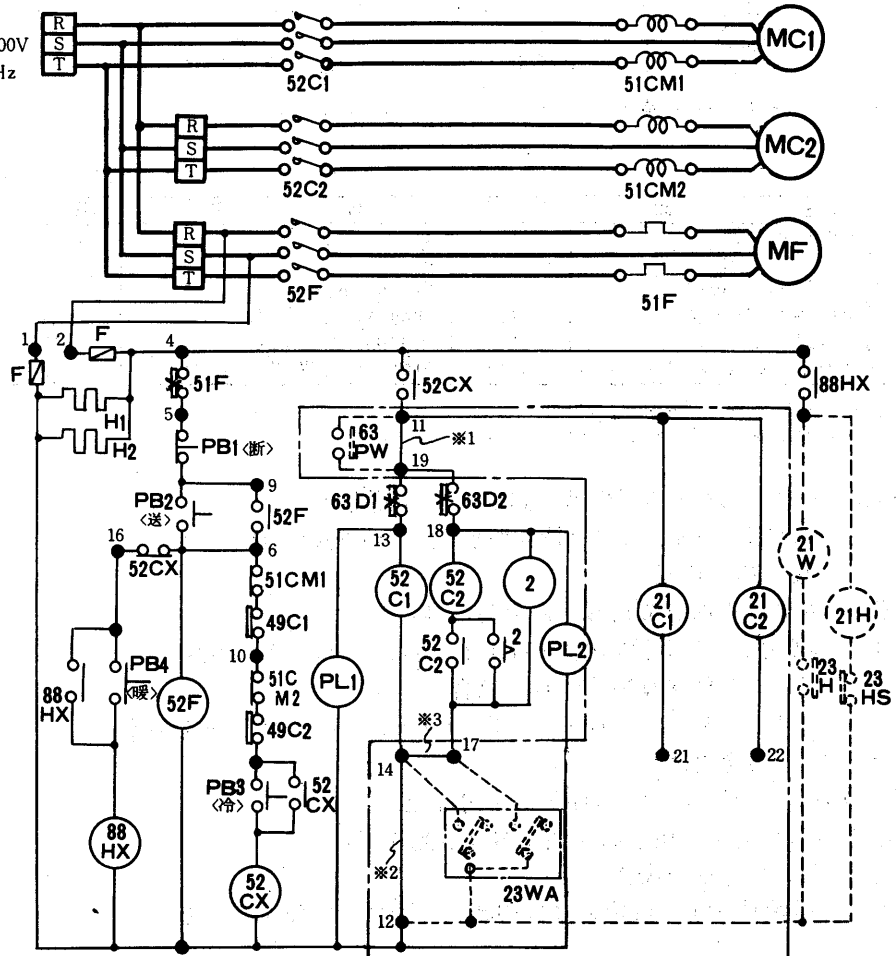 R
S
T
00V
Hz
52C1
51CM1
MC1
R
S
T
52C2
51CM2
MC2
R
S
T
52F
51F
MF
1
2
F
4
F
51F
52CX
88HX
H1
H2
5
PB1〈断〉
63
PW
11
※1
19
9
PB2
〈送〉
52F
63D1
63D2
16
52CX
6
13
18
51CM1
52
C1
52
C2
2
21
W
49C1
21
C1
21
C2
21H
10
52
C2
2
88
HX
PB4
〈暖〉
52F
51C
M2
PL1
PL2
23
H
23
HS
49C2
※3
17
21
22
14
PB3
〈冷〉
52
CX
88
HX
※2
52
CX
23WA
12